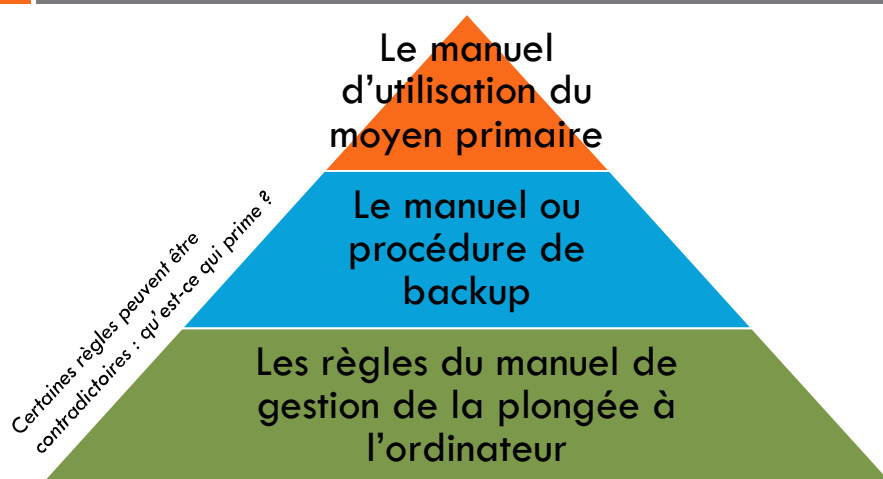 Le manuel
d'utilisation du
moyen primaire
Certaines règles peuvent être
contradictoires : qu'est-ce qui prime ?
Le manuel ou
procédure de
backup
Les règles du manuel de
gestion de la plongée à
l'ordinateur